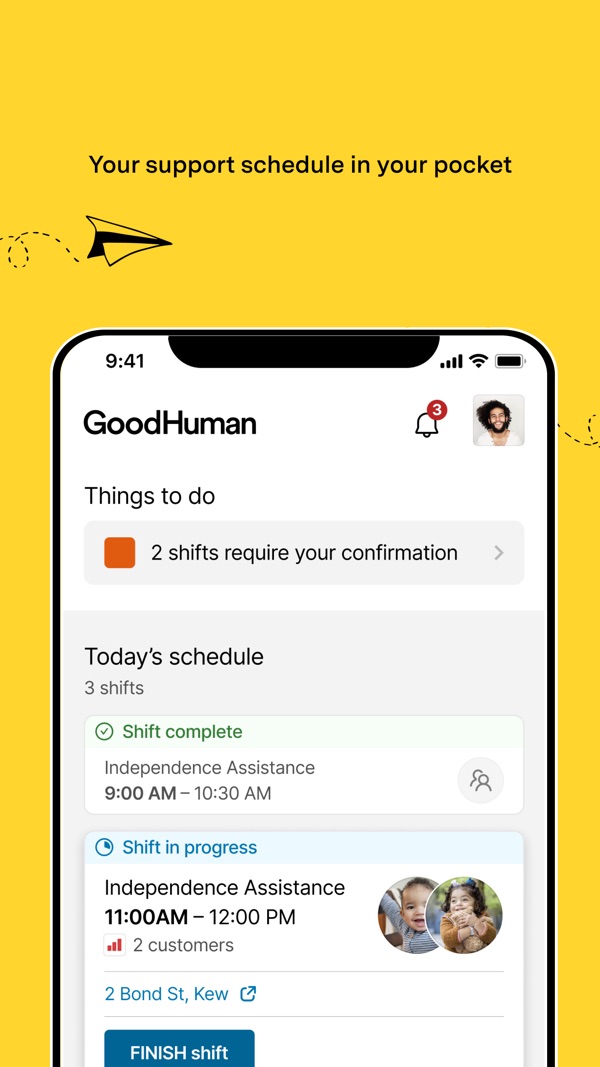 Your support schedule in your pocket
9:41
GoodHuman
3
Things to do
2 shifts require your confirmation
Today’s schedule
3 shifts
Shift complete
Independence Assistance
9:00 AM – 10:30 AM
Shift in progress
Independence Assistance
11:00AM – 12:00 PM
2 customers
2 Bond St, Kew
FINISH shift